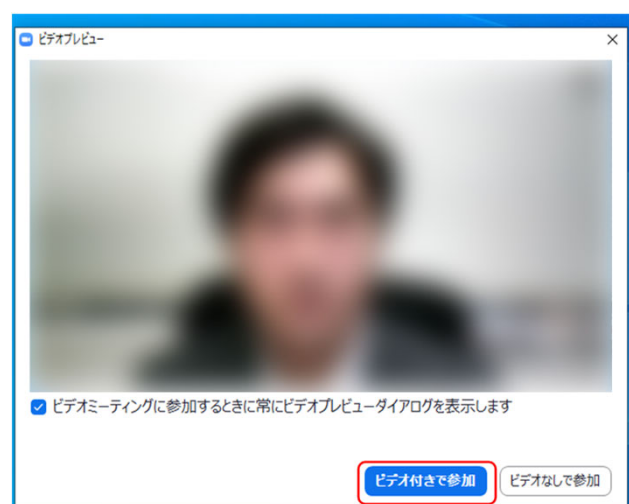 ビデオプレビュー
ビデオミーティングに参加するときに常にビデオプレビューダイアログを表示します
ビデオ付きで参加
ビデオなしで参加